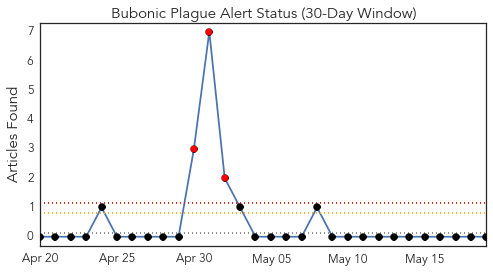 Bubonic Plague Alert Status (30-Day Window)
Articles Found
7
6
5
4
3
2
1
0
Apr 20
Apr 25
Apr 30
May 05
May 10
May 15